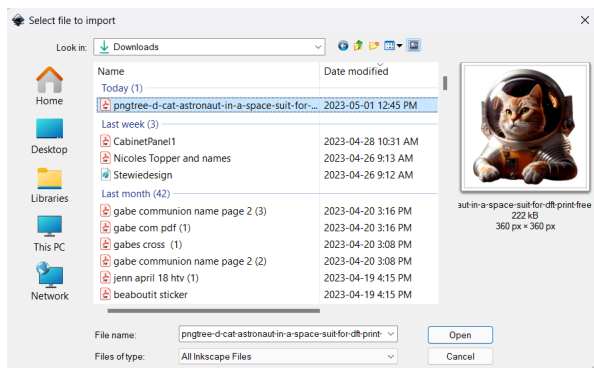 Select file to import
Look in: Downloads
Home
Desktop
Libraries
This PC
Network
Name Date modified
Today (1)
pngtree-d-cat-astronaut-in-a-space-suit-for-... 2023-05-01 12:45 PM
Last week (3)
CabinetPanel1 2023-04-28 10:31 AM
Nicoles Topper and names 2023-04-26 9:13 AM
Stewiedesign 2023-04-26 9:12 AM
Last month (42)
gabe communion name page 2 (3) 2023-04-20 3:16 PM
gabe com pdf (1) 2023-04-20 3:16 PM
gabes cross (1) 2023-04-20 3:08 PM
gabe communion name page 2 (2) 2023-04-20 3:08 PM
jenn april 18 htv (1) 2023-04-19 4:15 PM
beaboutit sticker 2023-04-19 4:15 PM
aut-in-a-space-suit-for-dft-print-free
222 kB
360 px × 360 px
File name: pngtree-d-cat-astronaut-in-a-space-suit-for-dft-print- Open
Files of type: All Inkscape Files Cancel